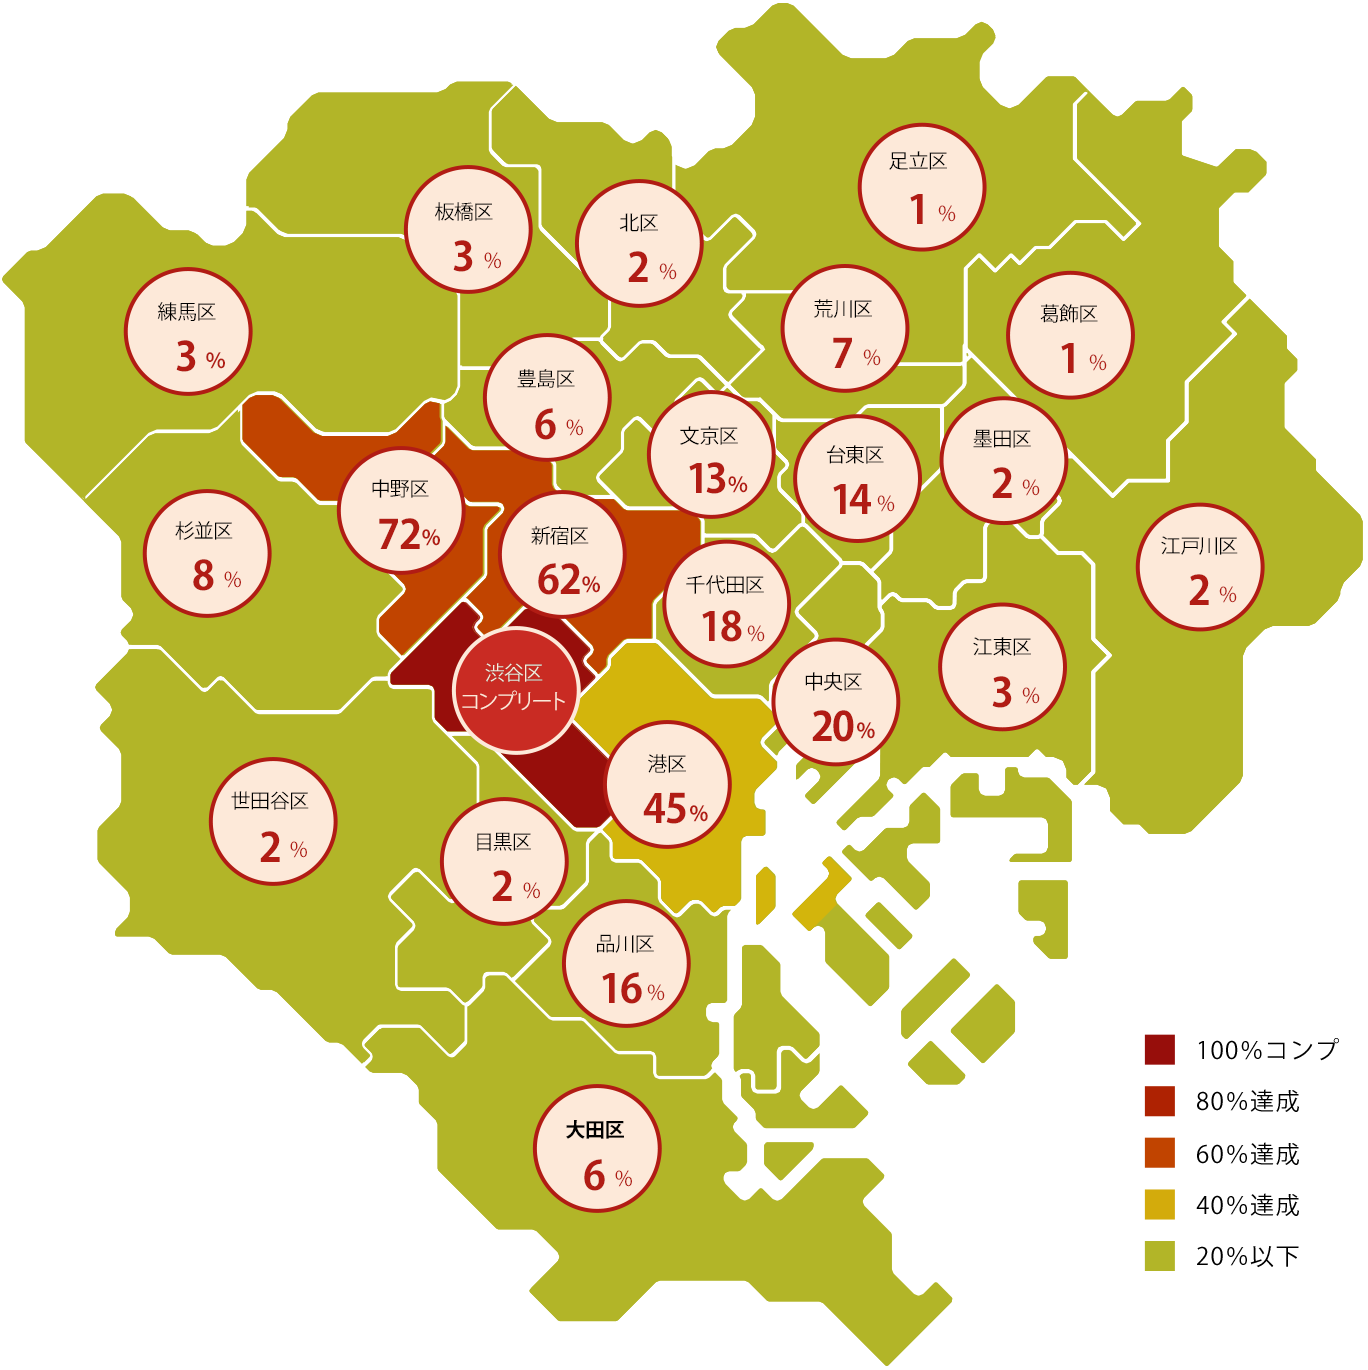 足立区
1 %
板橋区
3 %
北区
2 %
練馬区
3 %
荒川区
7 %
葛飾区
1 %
豊島区
6 %
文京区
13%
台東区
14 %
墨田区
2 %
中野区
72%
杉並区
8 %
新宿区
62%
千代田区
18 %
江戸川区
2 %
渋谷区
コンプリート
中央区
20%
江東区
3 %
港区
45%
世田谷区
2 %
目黒区
2 %
品川区
16 %
大田区
6 %
100%コンプ
80%達成
60%達成
40%達成
20%以下